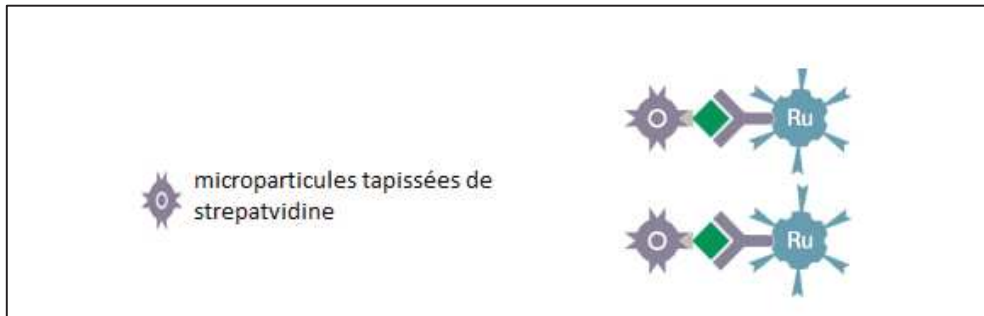 Ru
microparticules tapissées de
strepatvidine
Ru